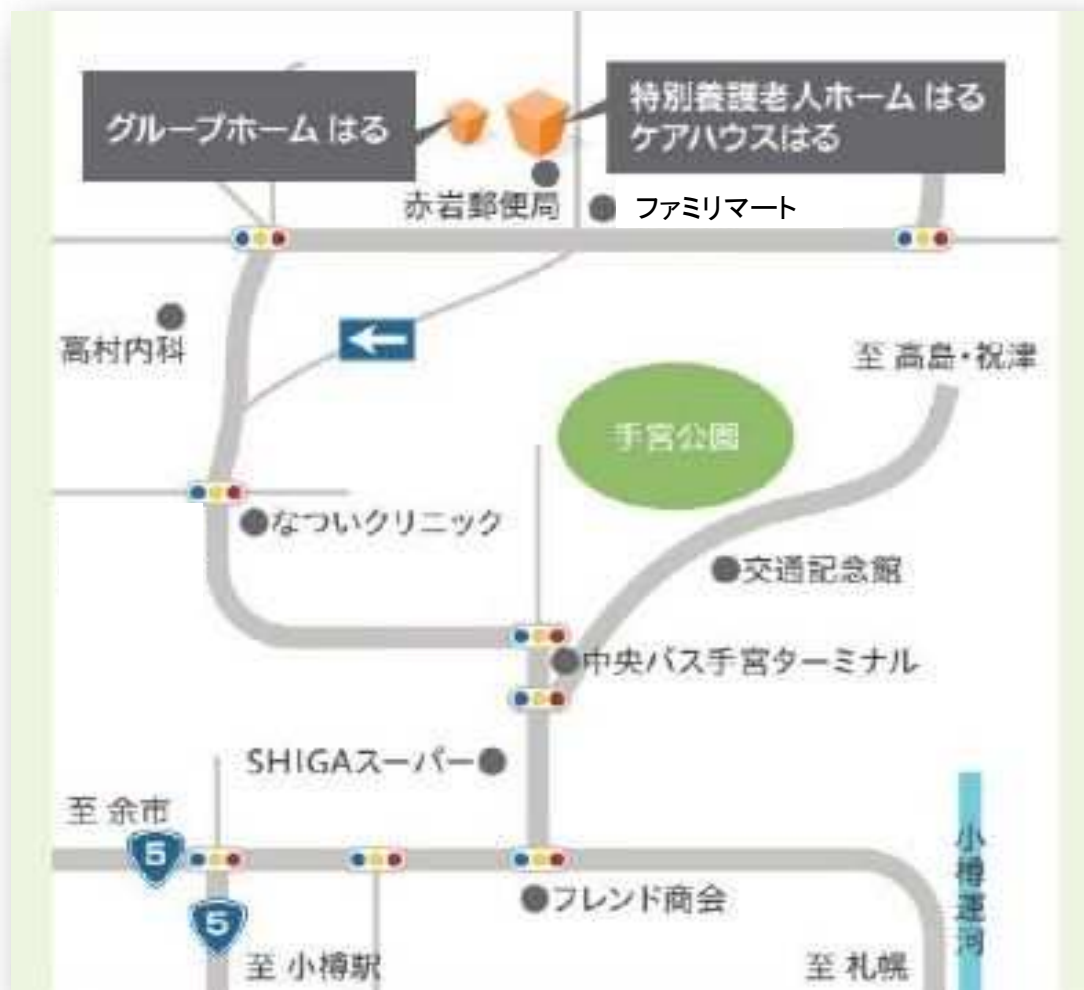 グループホーム はる
特別養護老人ホーム はる
ケアハウスはる
赤岩郵便局
ファミリマート
高村内科
至 高島・祝津
手宮公園
なついクリニック
交通記念館
中央バス手宮ターミナル
SHIGAスーパー
至 余市
5
5
フレンド商会
小樽運河
至 小樽駅
至 札幌